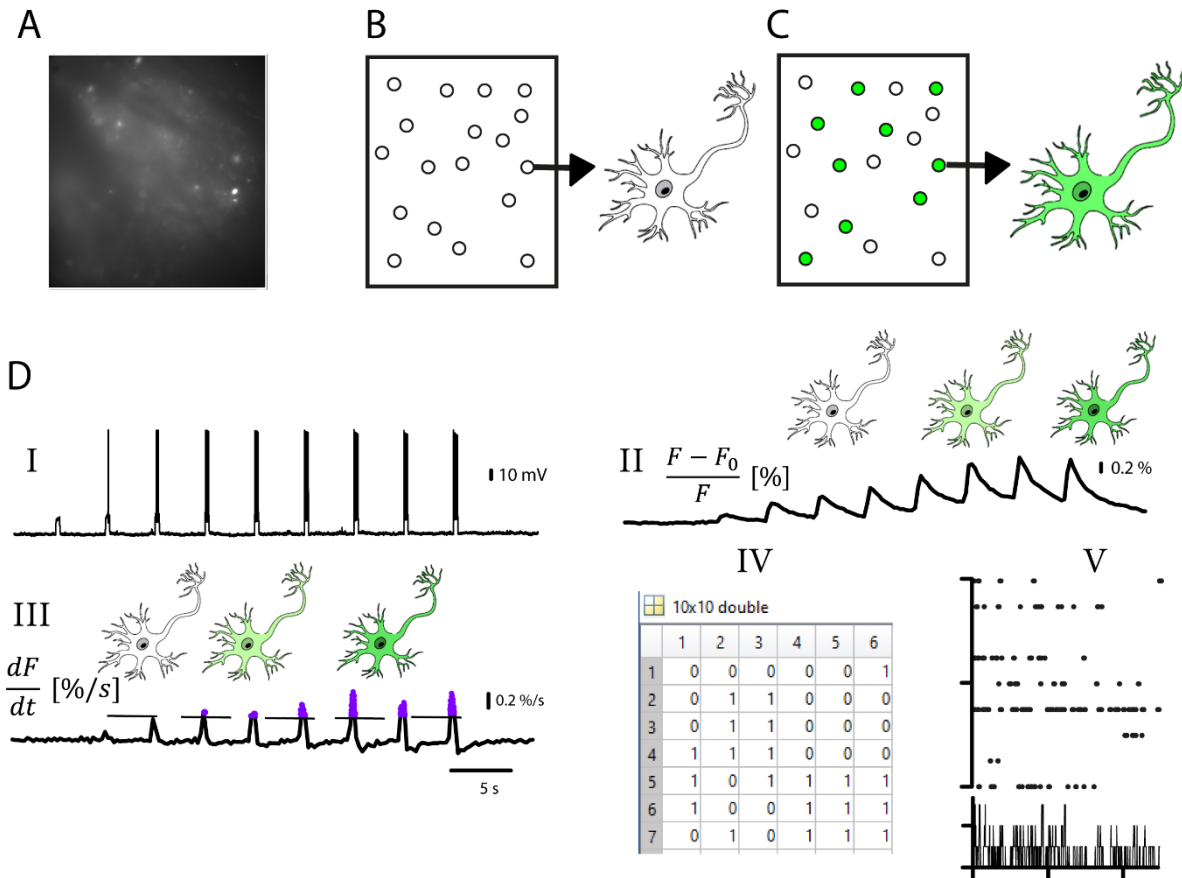 A
B
C
D
I
10 mV
II
F − F₀
F
[%]
0.2 %
III
dF
dt
[%/s]
0.2 %/s
5 s
IV
10x10 double
1 2 3 4 5 6
1 0 0 0 0 0 1
2 0 1 1 0 0 0
3 0 1 1 0 0 0
4 1 1 1 0 0 0
5 1 0 1 1 1 1
6 1 0 0 1 1 1
7 0 1 0 1 1 1
V